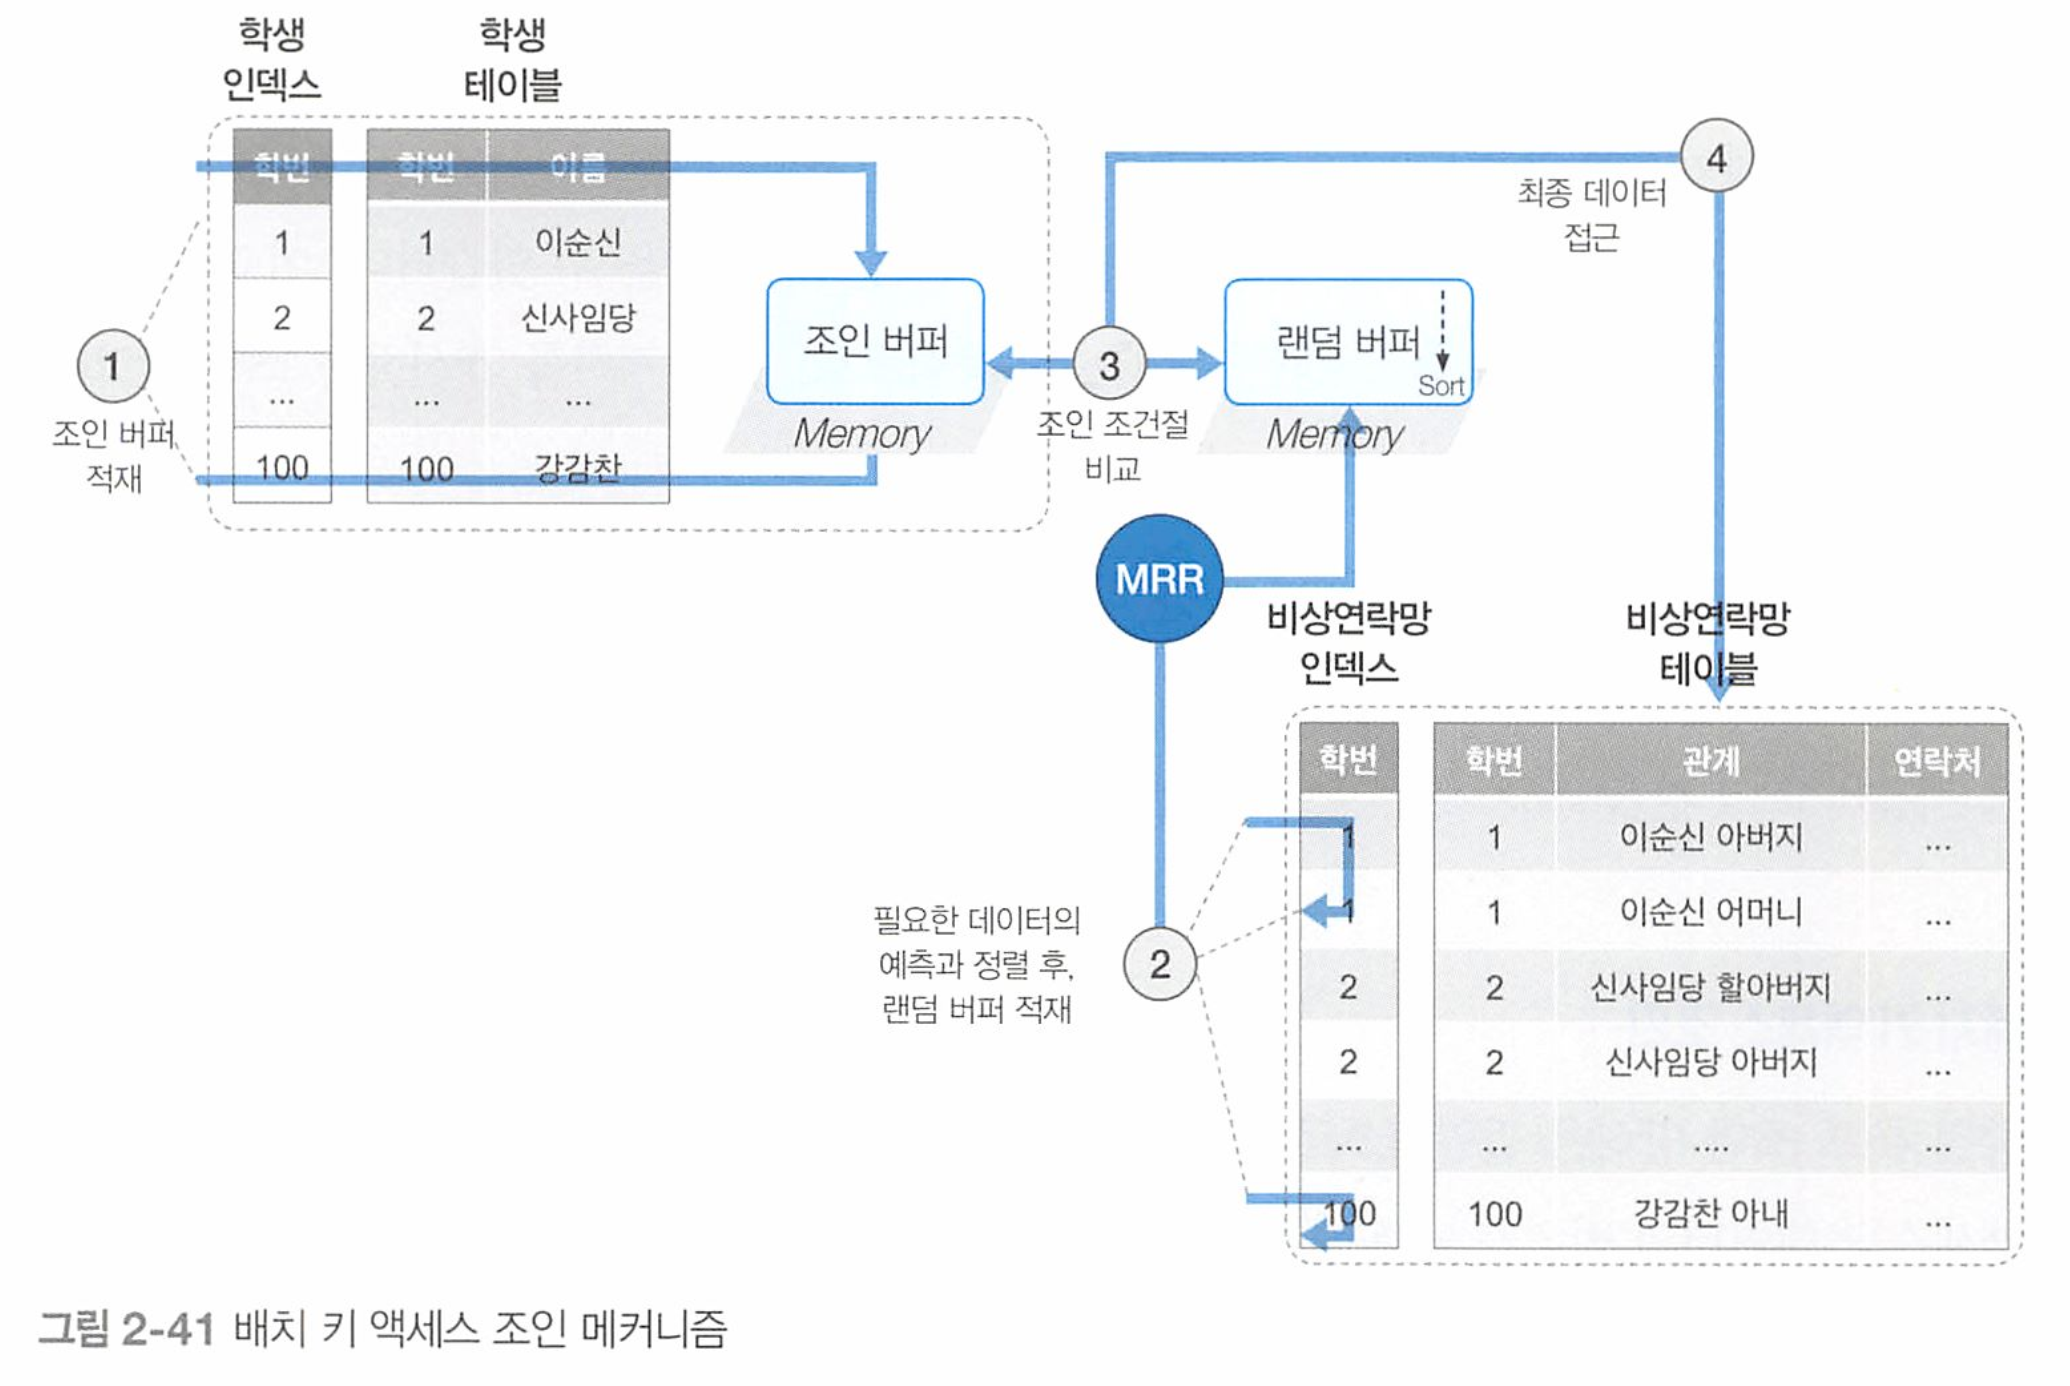 학생
인덱스
학생
테이블
학번
1
2
...
100
학번 이름
1 이순신
2 신사임당
... ...
100 강감찬
1
조인 버퍼
적재
조인 버퍼
Memory
3
조인 조건절
비교
랜덤 버퍼
Sort
Memory
4
최종 데이터
접근
MRR
2
필요한 데이터의
예측과 정렬 후,
랜덤 버퍼 적재
비상연락망
인덱스
비상연락망
테이블
학번
1
1
2
2
...
100
학번 관계 연락처
1 이순신 아버지 ...
1 이순신 어머니 ...
2 신사임당 할아버지 ...
2 신사임당 아버지 ...
... .... ...
100 강감찬 아내 ...
그림 2-41 배치 키 액세스 조인 메커니즘